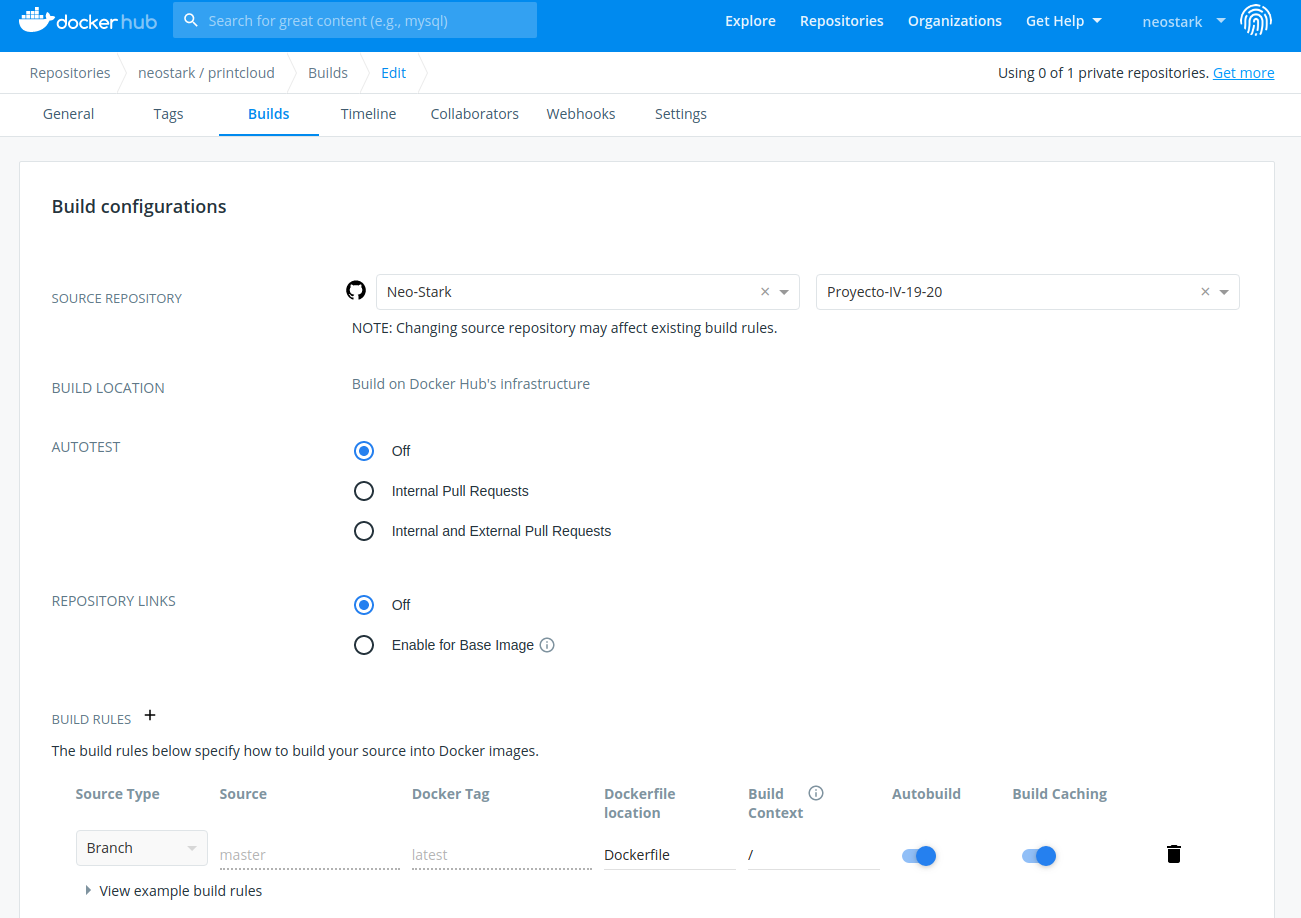 docker hub Search for great content (e.g., mysql) Explore Repositories Organizations Get Help neostark
Repositories neostark / printcloud Builds Edit Using 0 of 1 private repositories. Get more
General Tags Builds Timeline Collaborators Webhooks Settings
Build configurations
SOURCE REPOSITORY Neo-Stark × Proyecto-IV-19-20 ×
NOTE: Changing source repository may affect existing build rules.
BUILD LOCATION Build on Docker Hub's infrastructure
AUTOTEST Off
Internal Pull Requests
Internal and External Pull Requests
REPOSITORY LINKS Off
Enable for Base Image
BUILD RULES +
The build rules below specify how to build your source into Docker images.
Source Type Source Docker Tag Dockerfile location Build Context Autobuild Build Caching
Branch master latest Dockerfile /
View example build rules